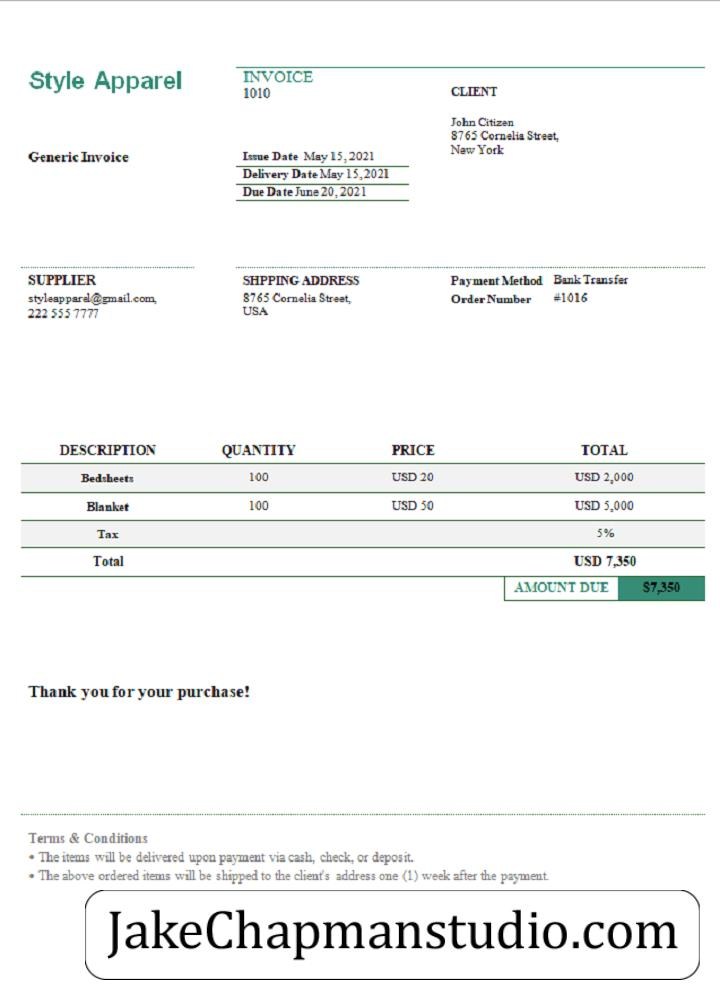 Style Apparel
INVOICE
1010
CLIENT
John Citizen
8765 Cornelia Street,
New York
Generic Invoice
Issue Date May 15, 2021
Delivery Date May 15, 2021
Due Date June 20, 2021
SUPPLIER
styleapparel@gmail.com,
222 555 7777
SHPPING ADDRESS
8765 Cornelia Street,
USA
Payment Method Bank Transfer
Order Number #1016
DESCRIPTION QUANTITY PRICE TOTAL
Bedsheets 100 USD 20 USD 2,000
Blanket 100 USD 50 USD 5,000
Tax 5%
Total USD 7,350
AMOUNT DUE $7,350
Thank you for your purchase!
Terms & Conditions
• The items will be delivered upon payment via cash, check, or deposit.
• The above ordered items will be shipped to the client's address one (1) week after the payment.
JakeChapmanstudio.com